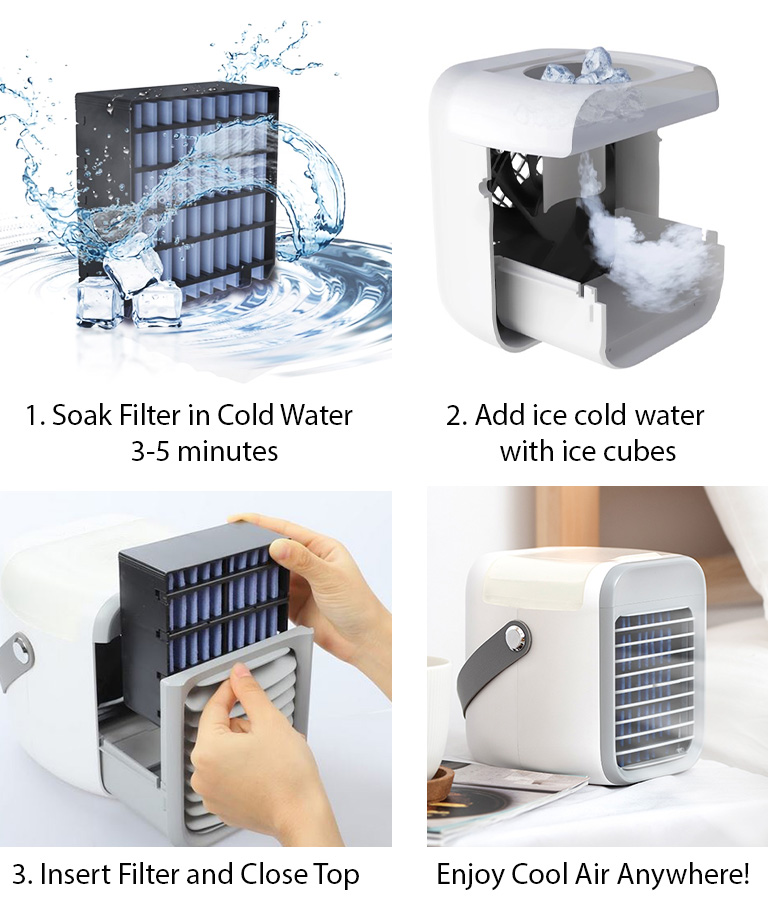 1. Soak Filter in Cold Water
3-5 minutes
2. Add ice cold water
with ice cubes
3. Insert Filter and Close Top
Enjoy Cool Air Anywhere!